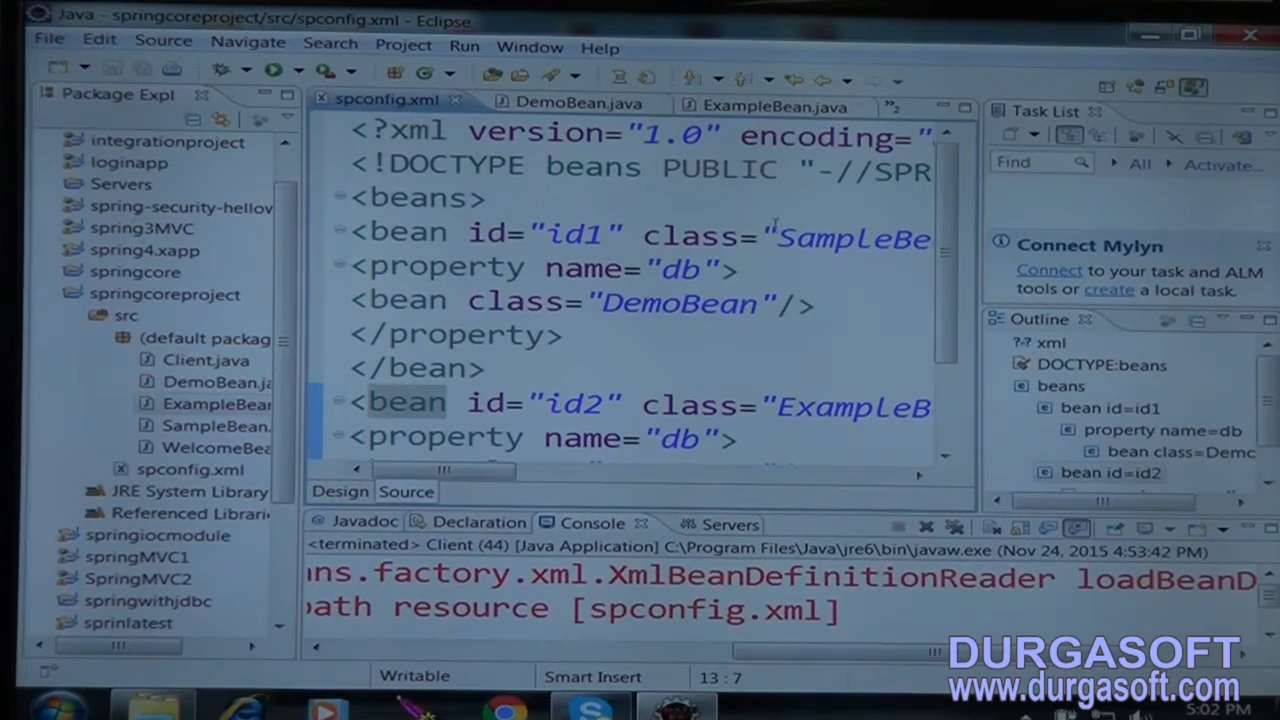 Java - springcoreproject/src/spconfig.xml - Eclipse
File Edit Source Navigate Search Project Run Window Help
Package Expl
integrationproject
loginapp
Servers
spring-security-hellov
spring3MVC
spring4.xapp
springcore
springcoreproject
src
(default packag
Client.java
DemoBean.ja
ExampleBear
SampleBean.
WelcomeBea
spconfig.xml
JRE System Library
Referenced Librari
springiocmodule
springMVC1
SpringMVC2
springwithjdbc
sprinlatest
spconfig.xml DemoBean.java ExampleBean.java »2
<?xml version="1.0" encoding="
<!DOCTYPE beans PUBLIC "-//SPR
<beans>
<bean id="id1" class="SampleBe
<property name="db">
<bean class="DemoBean"/>
</property>
</bean>
<bean id="id2" class="ExampleB
<property name="db">
Design Source
Task List
Find All Activate...
Connect Mylyn
Connect to your task and ALM
tools or create a local task.
Outline
?-? xml
DOCTYPE:beans
beans
bean id=id1
property name=db
bean class=Demc
bean id=id2
Javadoc Declaration Console Servers
<terminated> Client (44) [Java Application] C:\Program Files\Java\jre6\bin\javaw.exe (Nov 24, 2015 4:53:42 PM)
ans.factory.xml.XmlBeanDefinitionReader loadBeanD
path resource [spconfig.xml]
Writable Smart Insert 13 : 7
DURGASOFT
www.durgasoft.com
5:02 PM